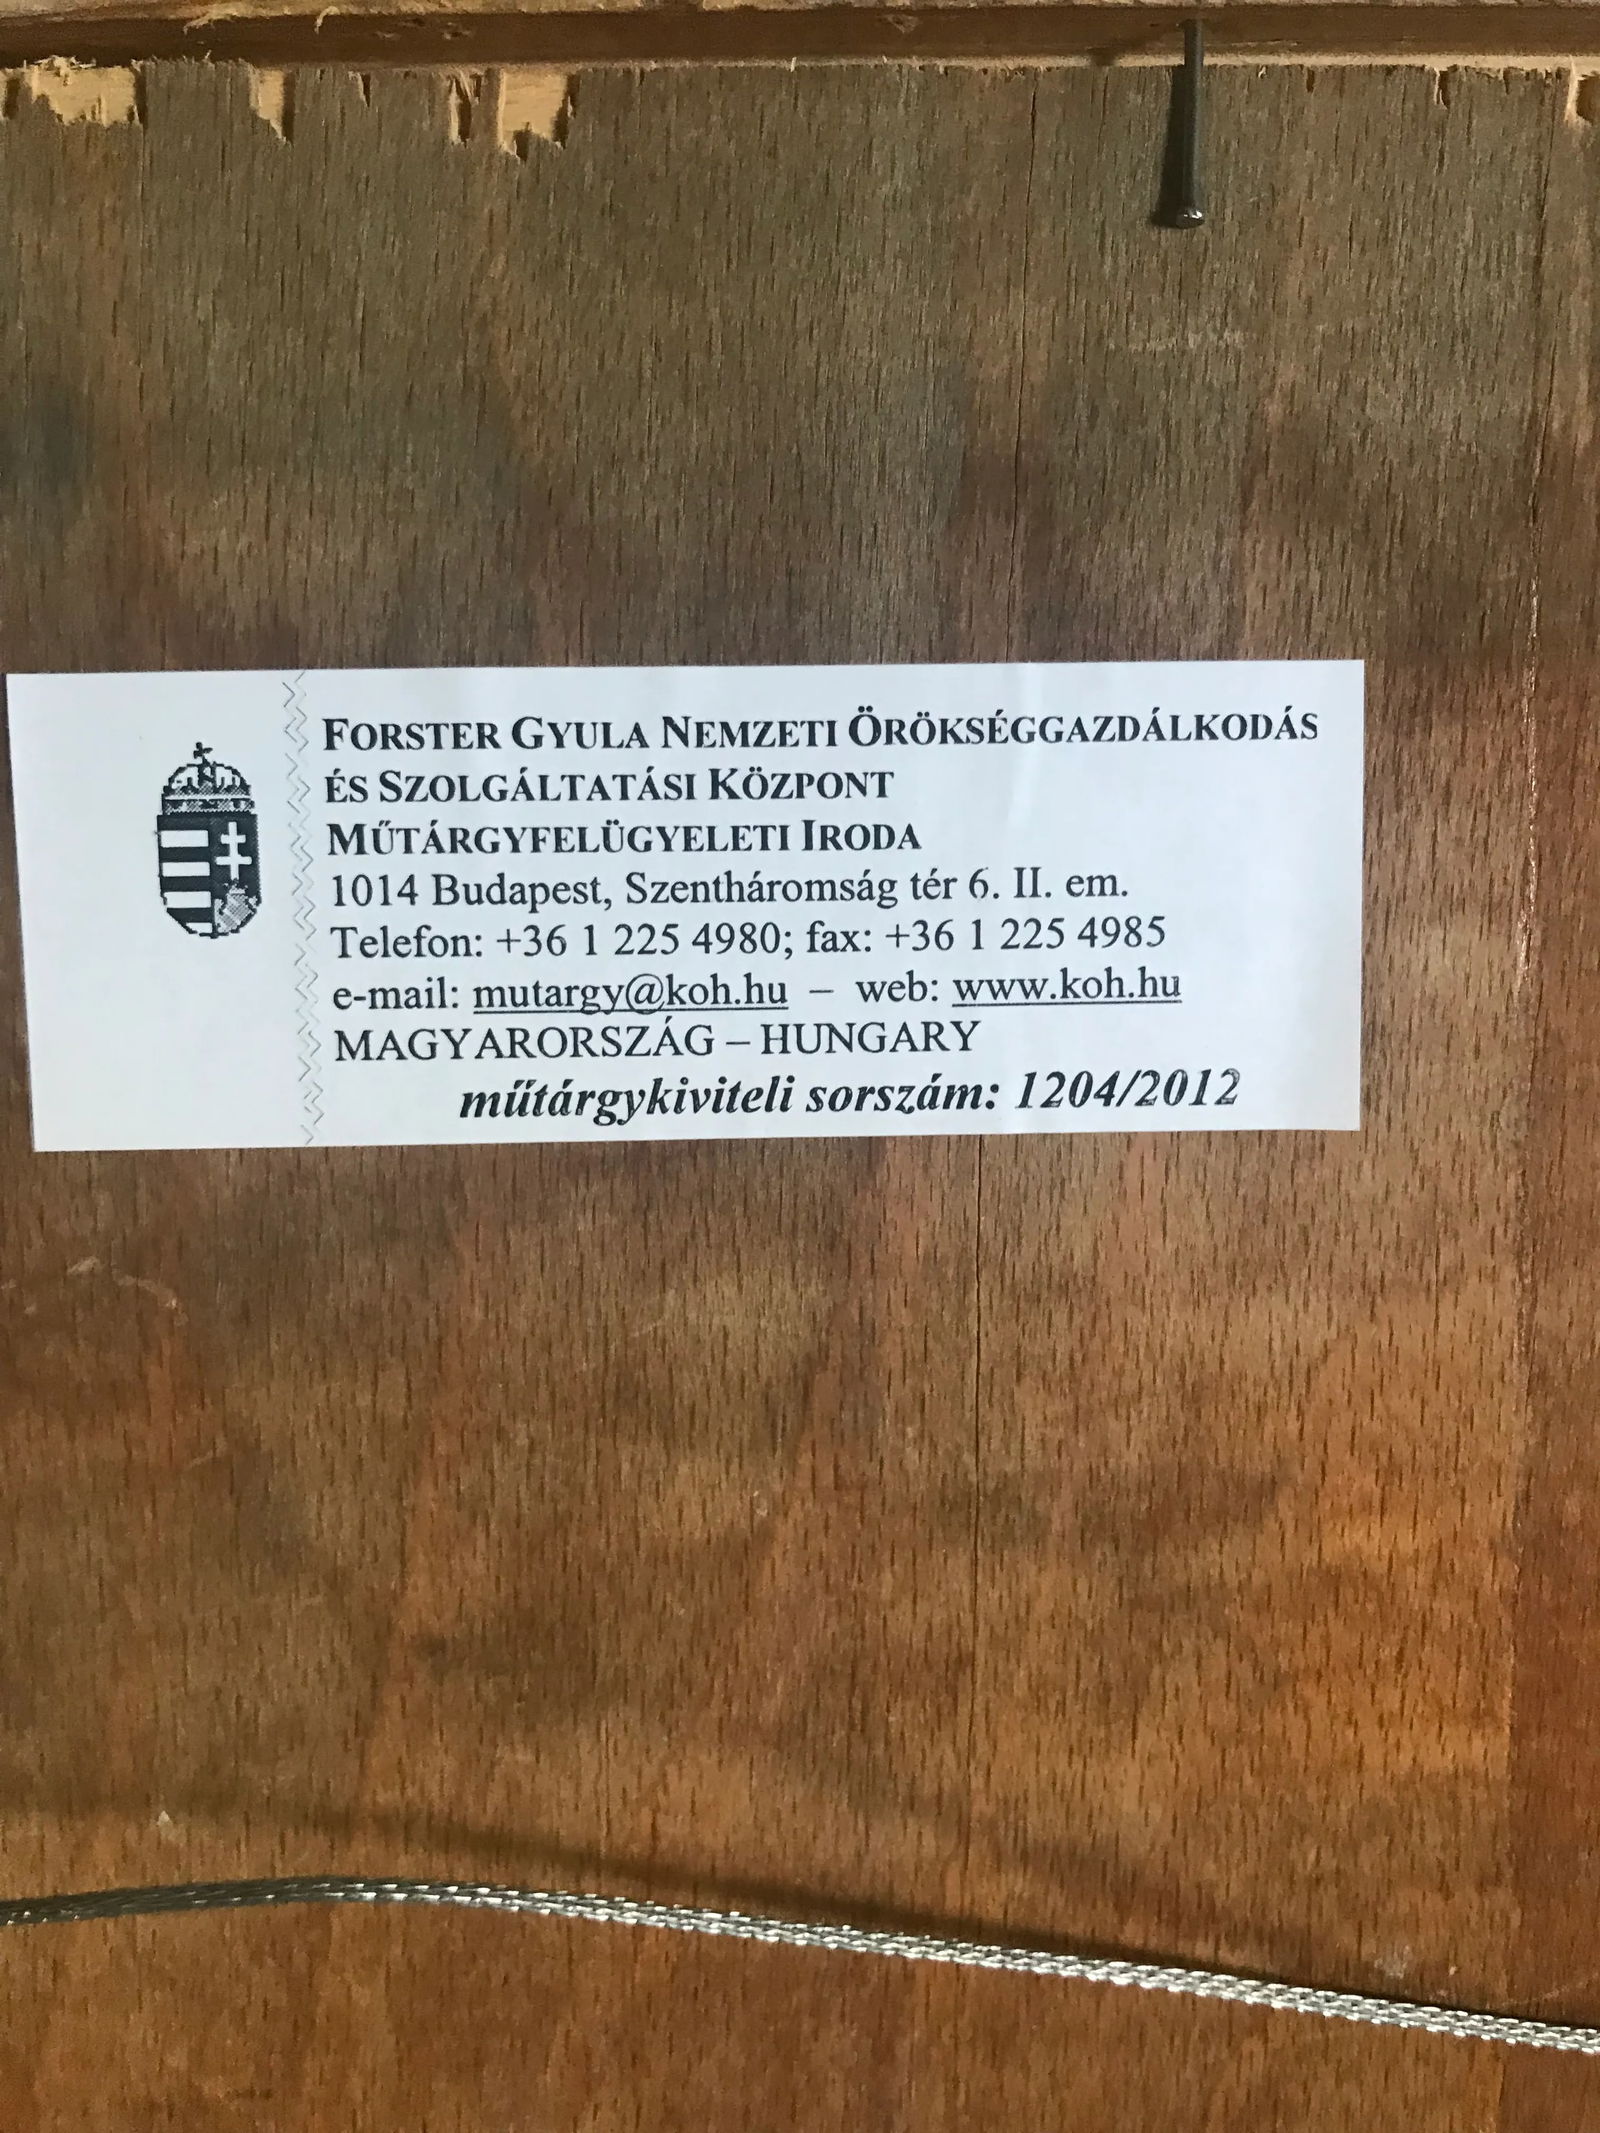 FORSTER GYULA NEMZETI ÖRÖKSÉGGAZDÁLKODÁS
ÉS SZOLGÁLTATÁSI KÖZPONT
MŰTÁRGYFELÜGYELETI IRODA
1014 Budapest, Szentháromság tér 6. II. em.
Telefon: +36 1 225 4980; fax: +36 1 225 4985
e-mail: mutargy@koh.hu – web: www.koh.hu
MAGYARORSZÁG – HUNGARY
műtárgykiviteli sorszám: 1204/2012